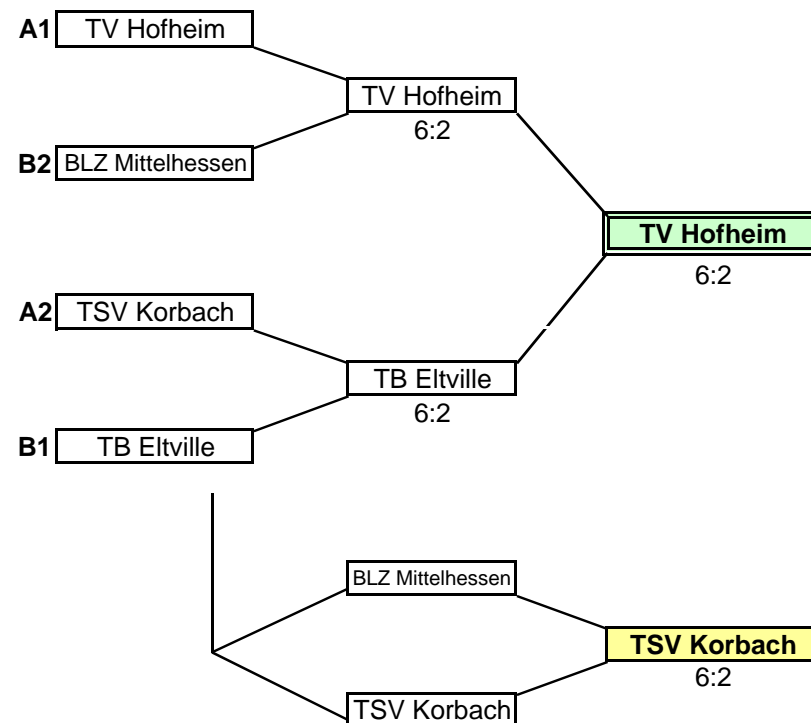 A1 TV Hofheim
TV Hofheim
6:2
B2 BLZ Mittelhessen
TV Hofheim
6:2
A2 TSV Korbach
TB Eltville
6:2
B1 TB Eltville
BLZ Mittelhessen
TSV Korbach
6:2
TSV Korbach